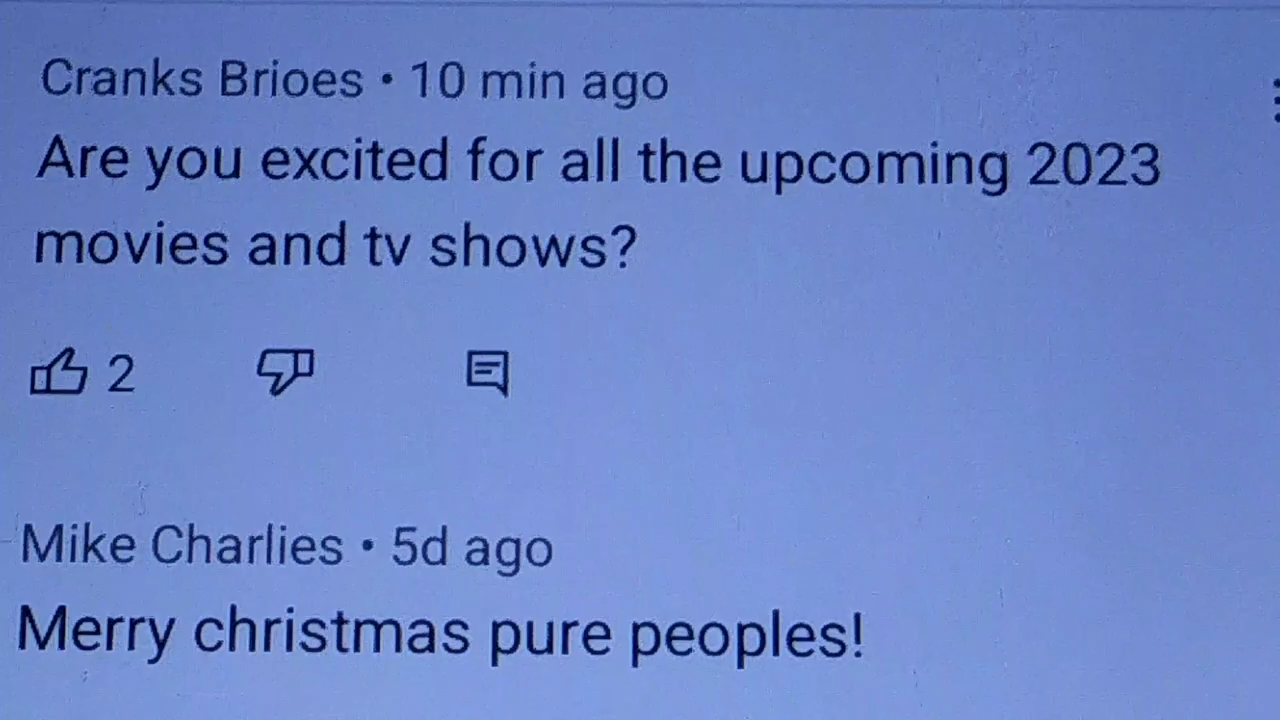 Cranks Brioes • 10 min ago
Are you excited for all the upcoming 2023
movies and tv shows?
2
Mike Charlies • 5d ago
Merry christmas pure peoples!